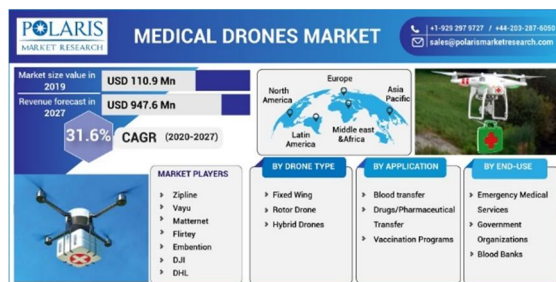 POLARIS
MARKET RESEARCH
MEDICAL DRONES MARKET
+1-929 297 9727 / +44-203-287-6050
sales@polarismarketresearch.com
Market size value in
2019
USD 110.9 Mn
Revenue forecast in
2027
USD 947.6 Mn
31.6%
CAGR (2020-2027)
Europe
North
America
Asia
Pacific
Latin
America
Middle east
&Africa
MARKET PLAYERS
Zipline
Vayu
Matternet
Flirtey
Embention
DJI
DHL
BY DRONE TYPE
Fixed Wing
Rotor Drone
Hybrid Drones
BY APPLICATION
Blood transfer
Drugs/Pharmaceutical
Transfer
Vaccination Programs
BY END-USE
Emergency Medical
Services
Government
Organizations
Blood Banks